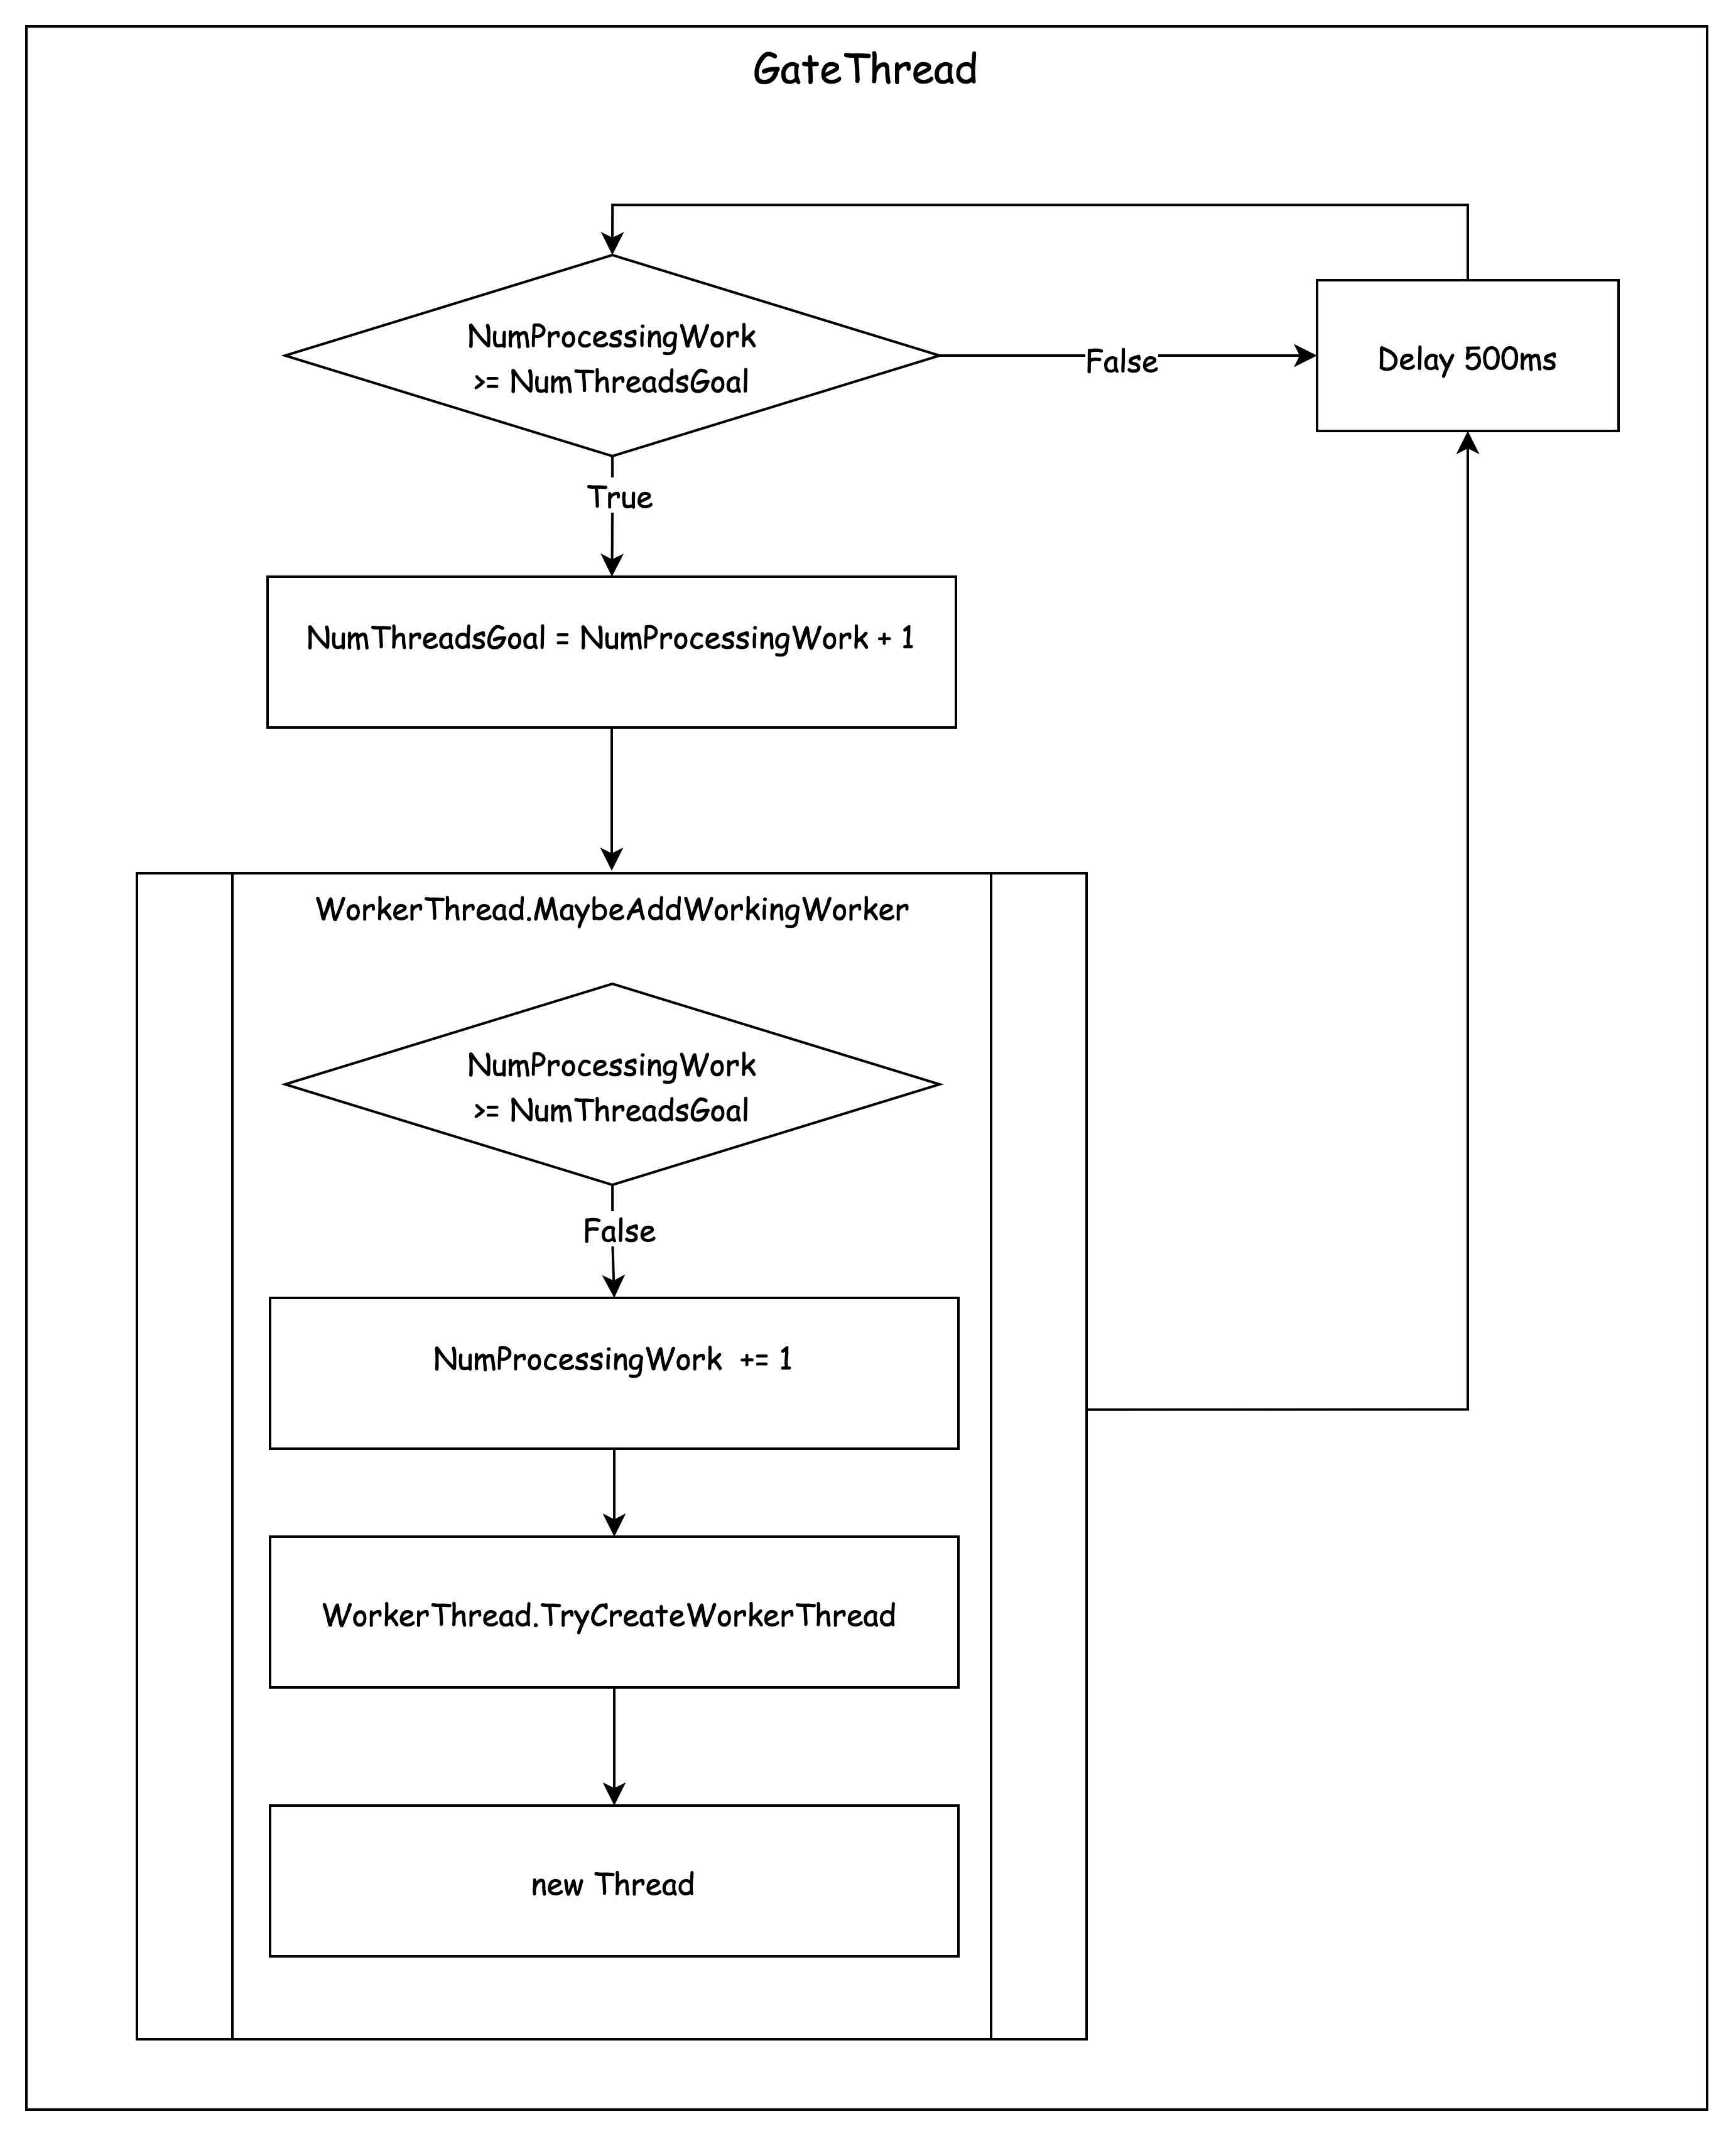 GateThread
NumProcessingWork
>= NumThreadsGoal
False
Delay 500ms
True
NumThreadsGoal = NumProcessingWork + 1
WorkerThread.MaybeAddWorkingWorker
NumProcessingWork
>= NumThreadsGoal
False
NumProcessingWork += 1
WorkerThread.TryCreateWorkerThread
new Thread